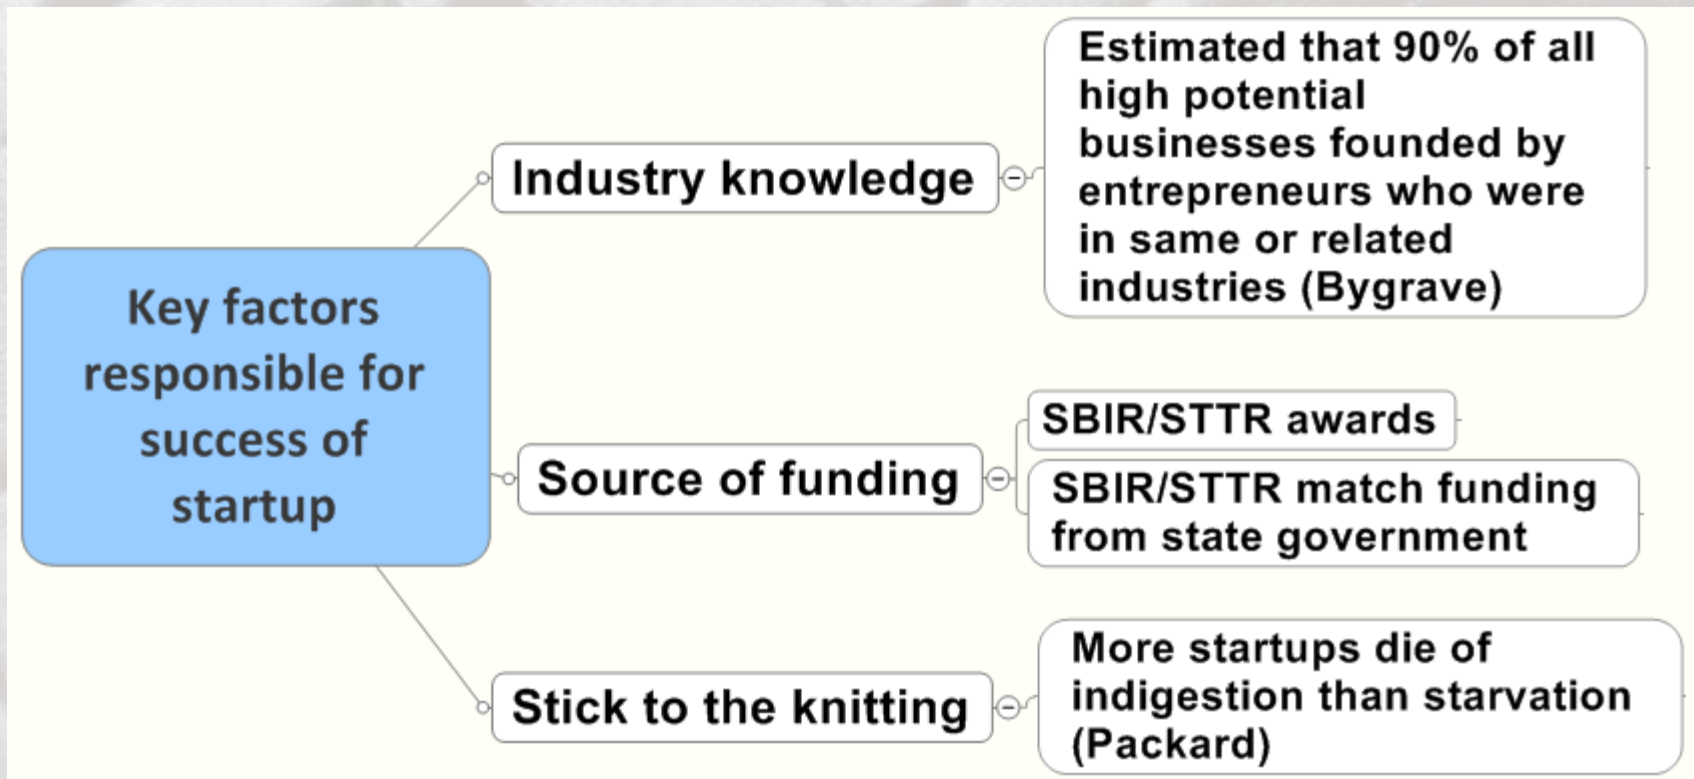 Key factors
responsible for
success of
startup
Industry knowledge
Estimated that 90% of all
high potential
businesses founded by
entrepreneurs who were
in same or related
industries (Bygrave)
Source of funding
SBIR/STTR awards
SBIR/STTR match funding
from state government
Stick to the knitting
More startups die of
indigestion than starvation
(Packard)